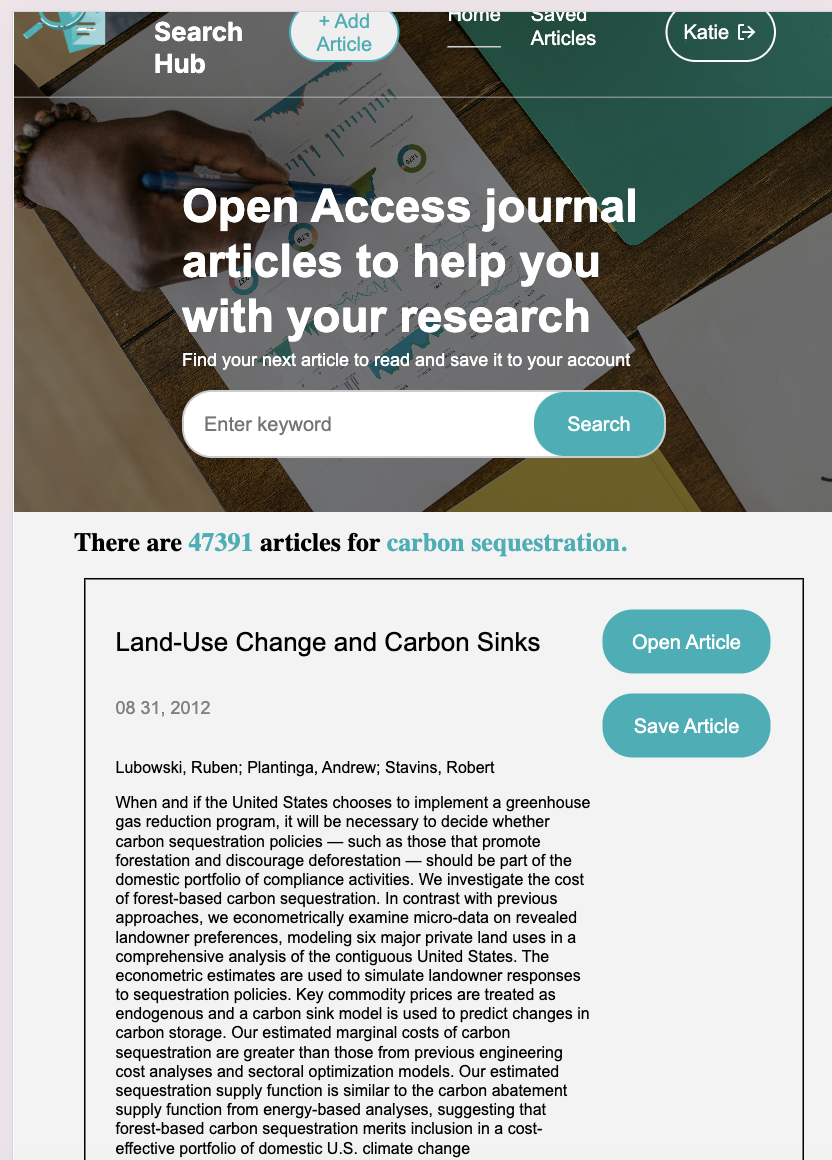 + Add
Home
Saved
Search
Article
Articles
Katie
Hub
Open Access journal
articles to help you
with your research
Find your next article to read and save it to your account
Enter keyword
Search
There are 47391 articles for carbon sequestration.
Land-Use Change and Carbon Sinks
Open Article
08 31, 2012
Save Article
Lubowski, Ruben; Plantinga, Andrew; Stavins, Robert
When and if the United States chooses to implement a greenhouse
gas reduction program, it will be necessary to decide whether
carbon sequestration policies — such as those that promote
forestation and discourage deforestation — should be part of the
domestic portfolio of compliance activities. We investigate the cost
of forest-based carbon sequestration. In contrast with previous
approaches, we econometrically examine micro-data on revealed
landowner preferences, modeling six major private land uses in a
comprehensive analysis of the contiguous United States. The
econometric estimates are used to simulate landowner responses
to sequestration policies. Key commodity prices are treated as
endogenous and a carbon sink model is used to predict changes in
carbon storage. Our estimated marginal costs of carbon
sequestration are greater than those from previous engineering
cost analyses and sectoral optimization models. Our estimated
sequestration supply function is similar to the carbon abatement
supply function from energy-based analyses, suggesting that
forest-based carbon sequestration merits inclusion in a cost-
effective portfolio of domestic U.S. climate change